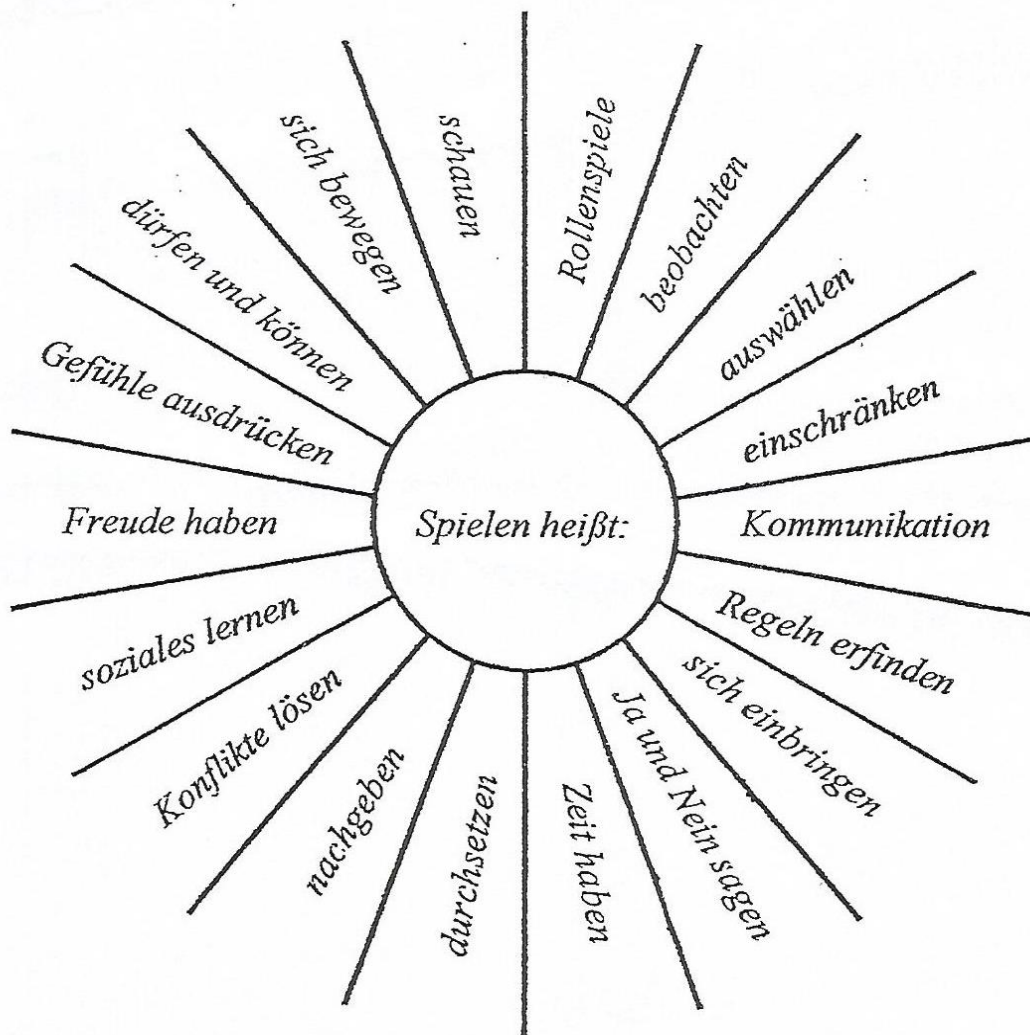 Spielen heißt:
Rollenspiele
beobachten
auswählen
einschränken
Kommunikation
Regeln erfinden
sich einbringen
Ja und Nein sagen
Zeit haben
durchsetzen
nachgeben
Konflikte lösen
soziales lernen
Freude haben
Gefühle ausdrücken
dürfen und können
sich bewegen
schauen